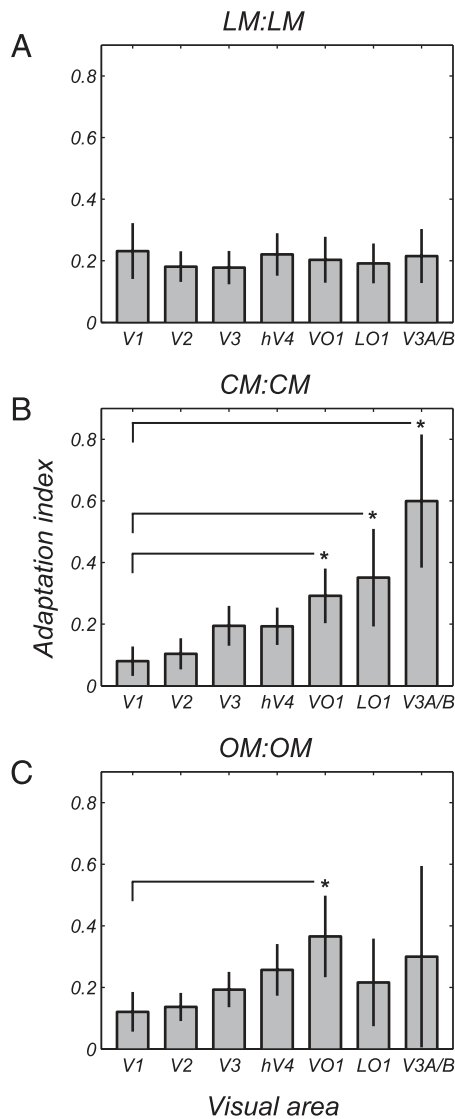 A
LM:LM
0.8
0.6
0.4
0.2
0
V1 V2 V3 hV4 VO1 LO1 V3A/B
B
CM:CM
0.8
0.6
0.4
0.2
0
* * *
V1 V2 V3 hV4 VO1 LO1 V3A/B
Adaptation index
C
OM:OM
0.8
0.6
0.4
0.2
0
*
V1 V2 V3 hV4 VO1 LO1 V3A/B
Visual area